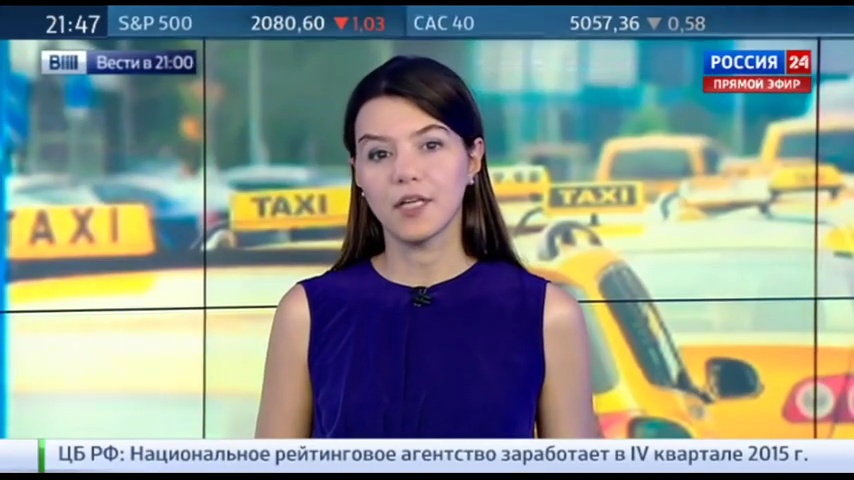 21:47 S&P 500 2080,60 ▼1,03 CAC 40 5057,36 ▼ 0,58
Вести в 21:00
РОССИЯ 24
ПРЯМОЙ ЭФИР
TAXI TAXI TAXI
ЦБ РФ: Национальное рейтинговое агентство заработает в IV квартале 2015 г.